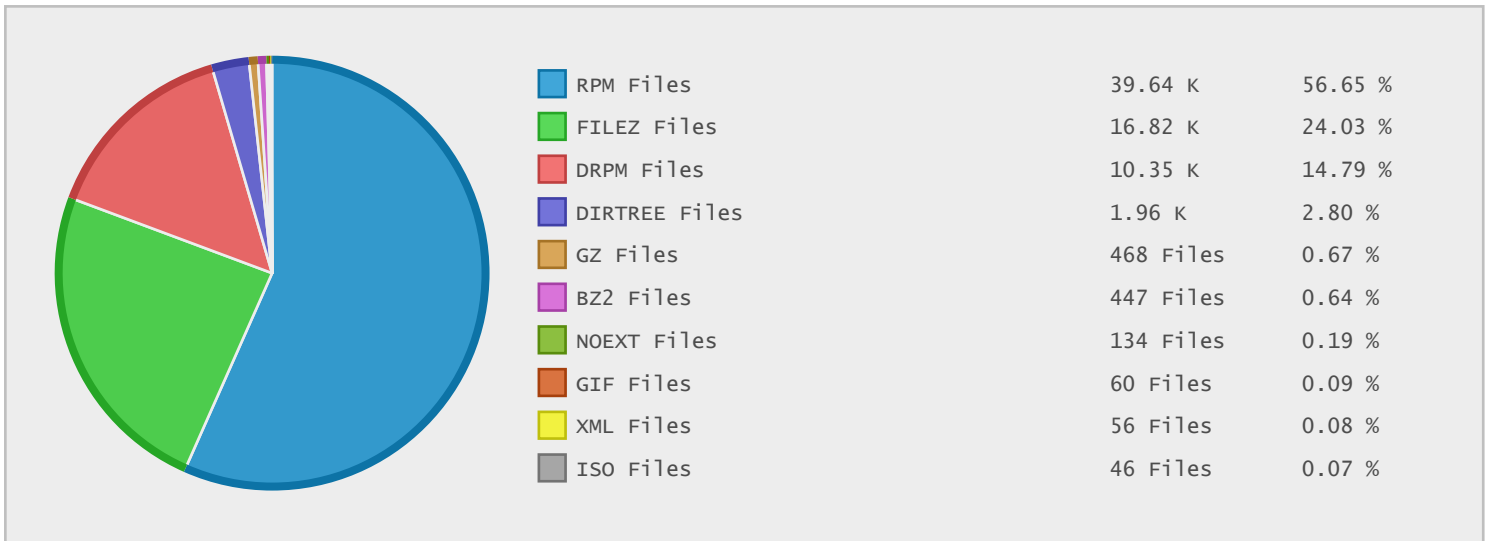 RPM Files 39.64 K 56.65 %
FILEZ Files 16.82 K 24.03 %
DRPM Files 10.35 K 14.79 %
DIRTREE Files 1.96 K 2.80 %
GZ Files 468 Files 0.67 %
BZ2 Files 447 Files 0.64 %
NOEXT Files 134 Files 0.19 %
GIF Files 60 Files 0.09 %
XML Files 56 Files 0.08 %
ISO Files 46 Files 0.07 %